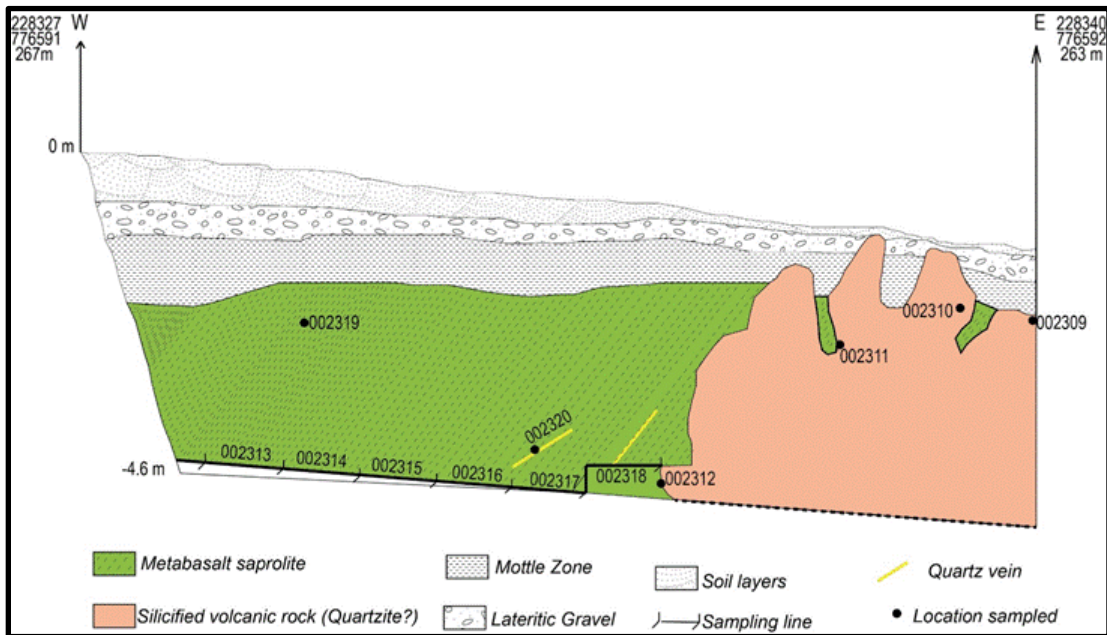 228327 W
776591
267m
E 228340
776592
263 m
0 m
002319
002310
002309
002311
002320
-4.6 m
002313
002314
002315
002316
002317
002318
002312
Metabasalt saprolite
Mottle Zone
Soil layers
Quartz vein
Silicified volcanic rock (Quartzite?)
Lateritic Gravel
Sampling line
Location sampled